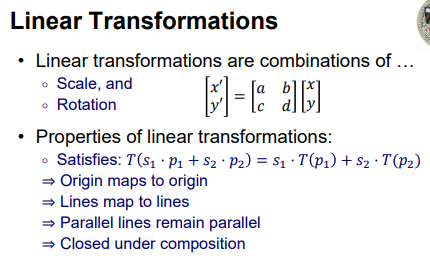 Linear Transformations
• Linear transformations are combinations of …
◦ Scale, and
◦ Rotation
[x' y'] = [a b c d] [x y]
• Properties of linear transformations:
◦ Satisfies: T(s₁ · p₁ + s₂ · p₂) = s₁ · T(p₁) + s₂ · T(p₂)
⇒ Origin maps to origin
⇒ Lines map to lines
⇒ Parallel lines remain parallel
⇒ Closed under composition